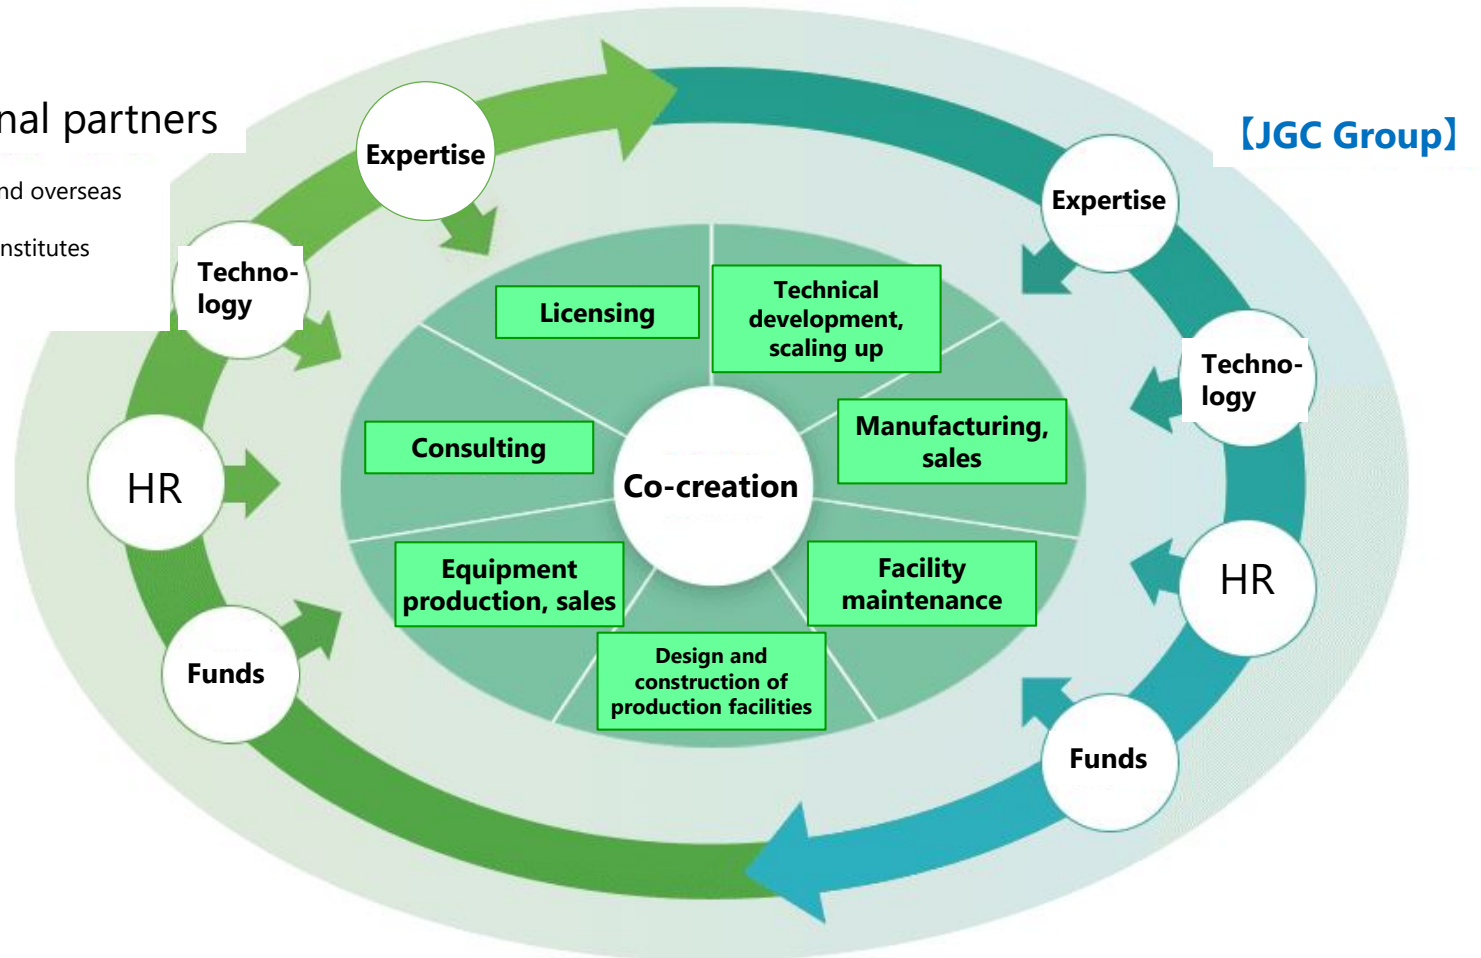 nal partners
nd overseas
nstitutes
【JGC Group】
Expertise
Techno-
logy
HR
Funds
Licensing
Technical
development,
scaling up
Consulting
Manufacturing,
sales
Co-creation
Equipment
production, sales
Facility
maintenance
Design and
construction of
production facilities
Expertise
Techno-
logy
HR
Funds